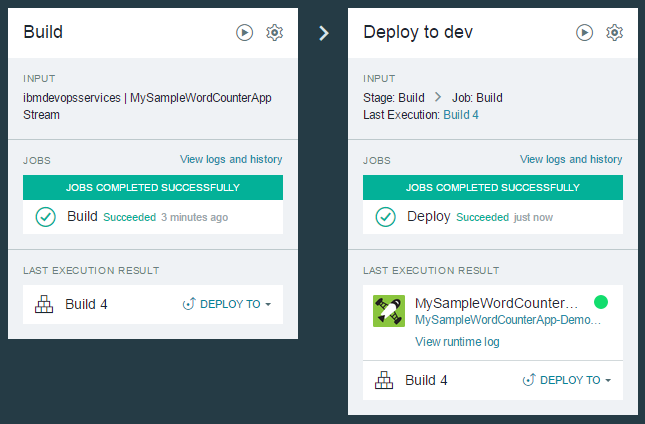 Build
INPUT
ibmdevopsservices | MySampleWordCounterApp
Stream
JOBS
View logs and history
JOBS COMPLETED SUCCESSFULLY
Build Succeeded 3 minutes ago
LAST EXECUTION RESULT
Build 4 DEPLOY TO
Deploy to dev
INPUT
Stage: Build > Job: Build
Last Execution: Build 4
JOBS
View logs and history
JOBS COMPLETED SUCCESSFULLY
Deploy Succeeded just now
LAST EXECUTION RESULT
MySampleWordCounter...
MySampleWordCounterApp-Demo...
View runtime log
Build 4 DEPLOY TO